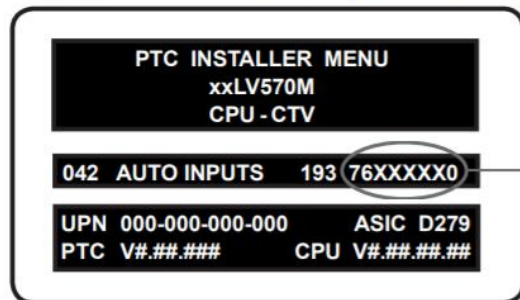 PTC INSTALLER MENU
xxLV570M
CPU - CTV
042 AUTO INPUTS 193 76XXXXX0
UPN 000-000-000-000 ASIC D279
PTC V#.##.### CPU V#.##.##.##